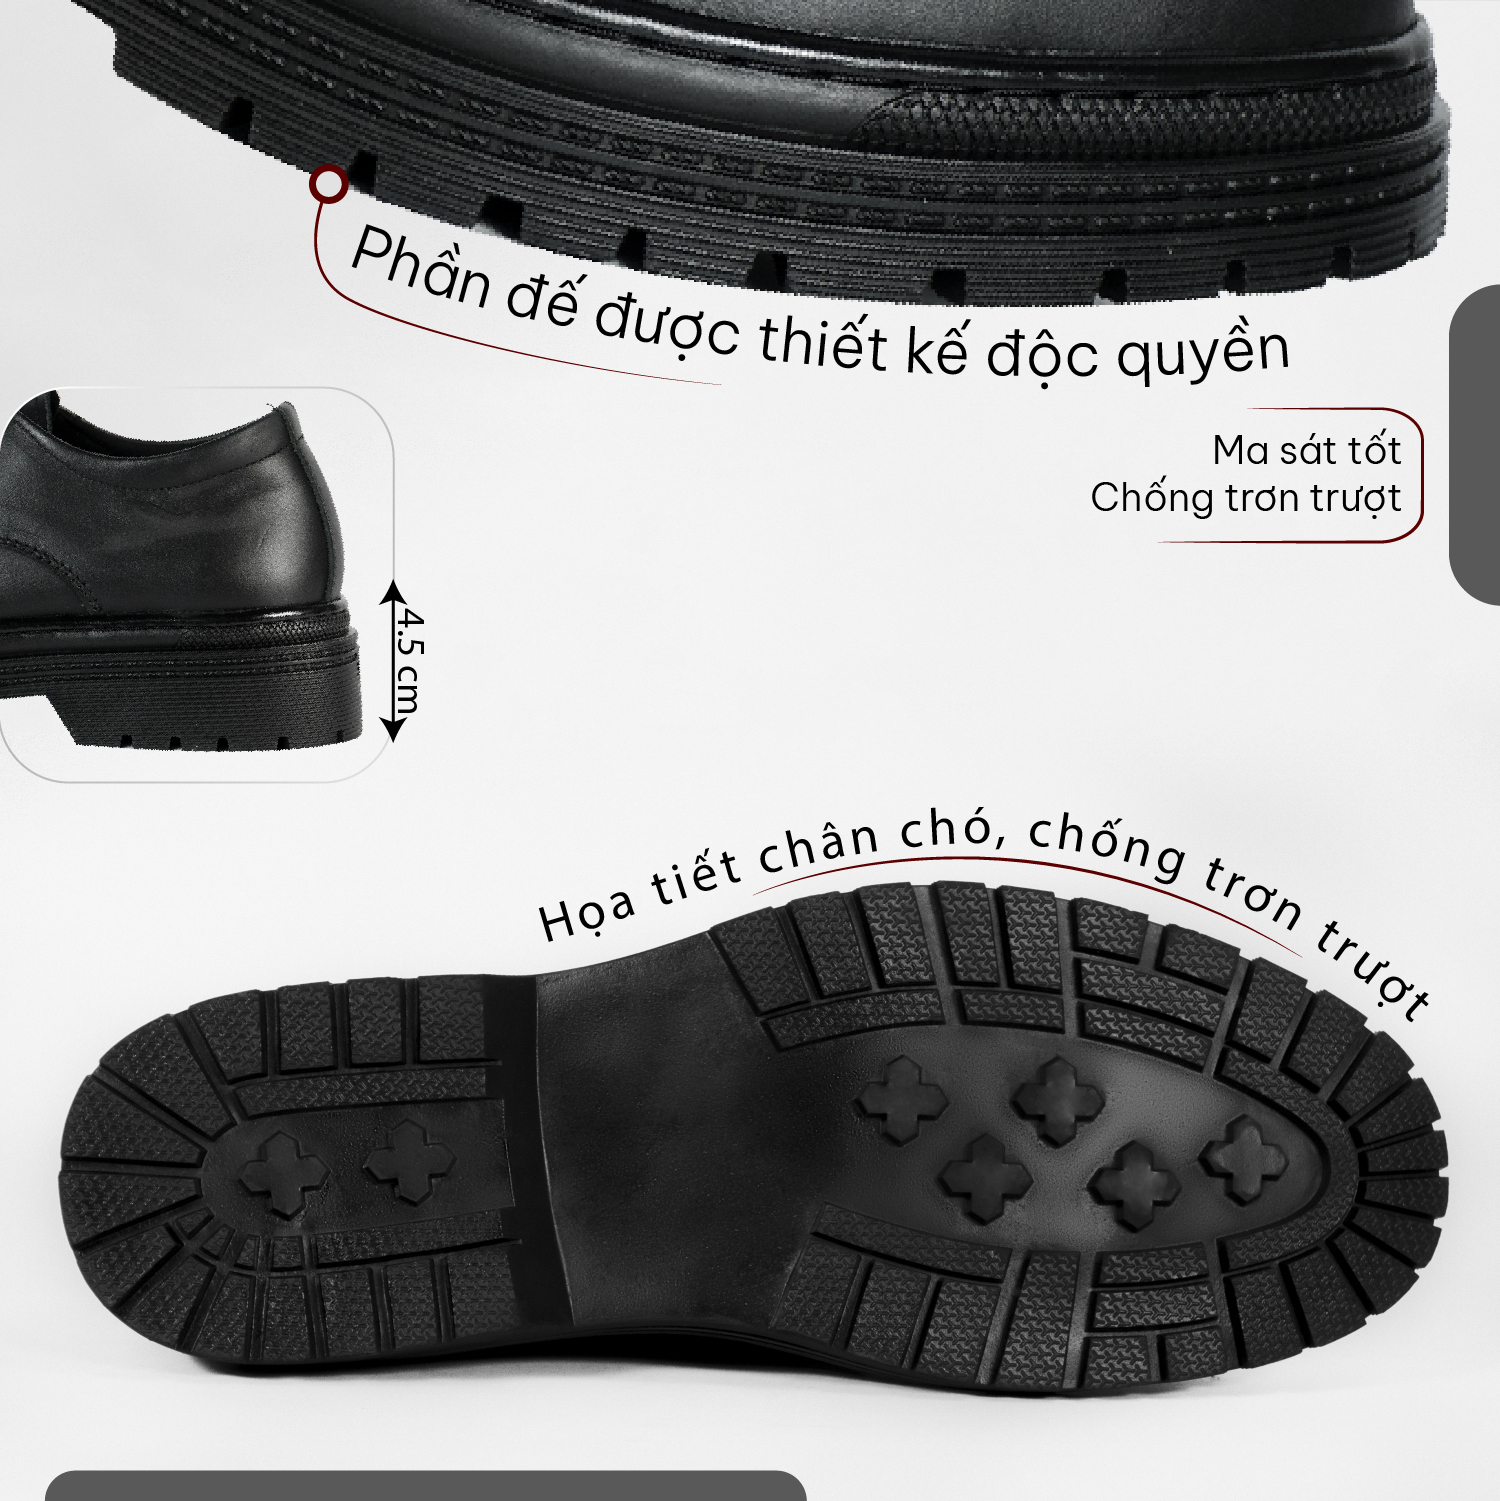 Phần đế được thiết kế độc quyền
Ma sát tốt
Chống trơn trượt
4.5 cm
Họa tiết chân chó, chống trơn trượt